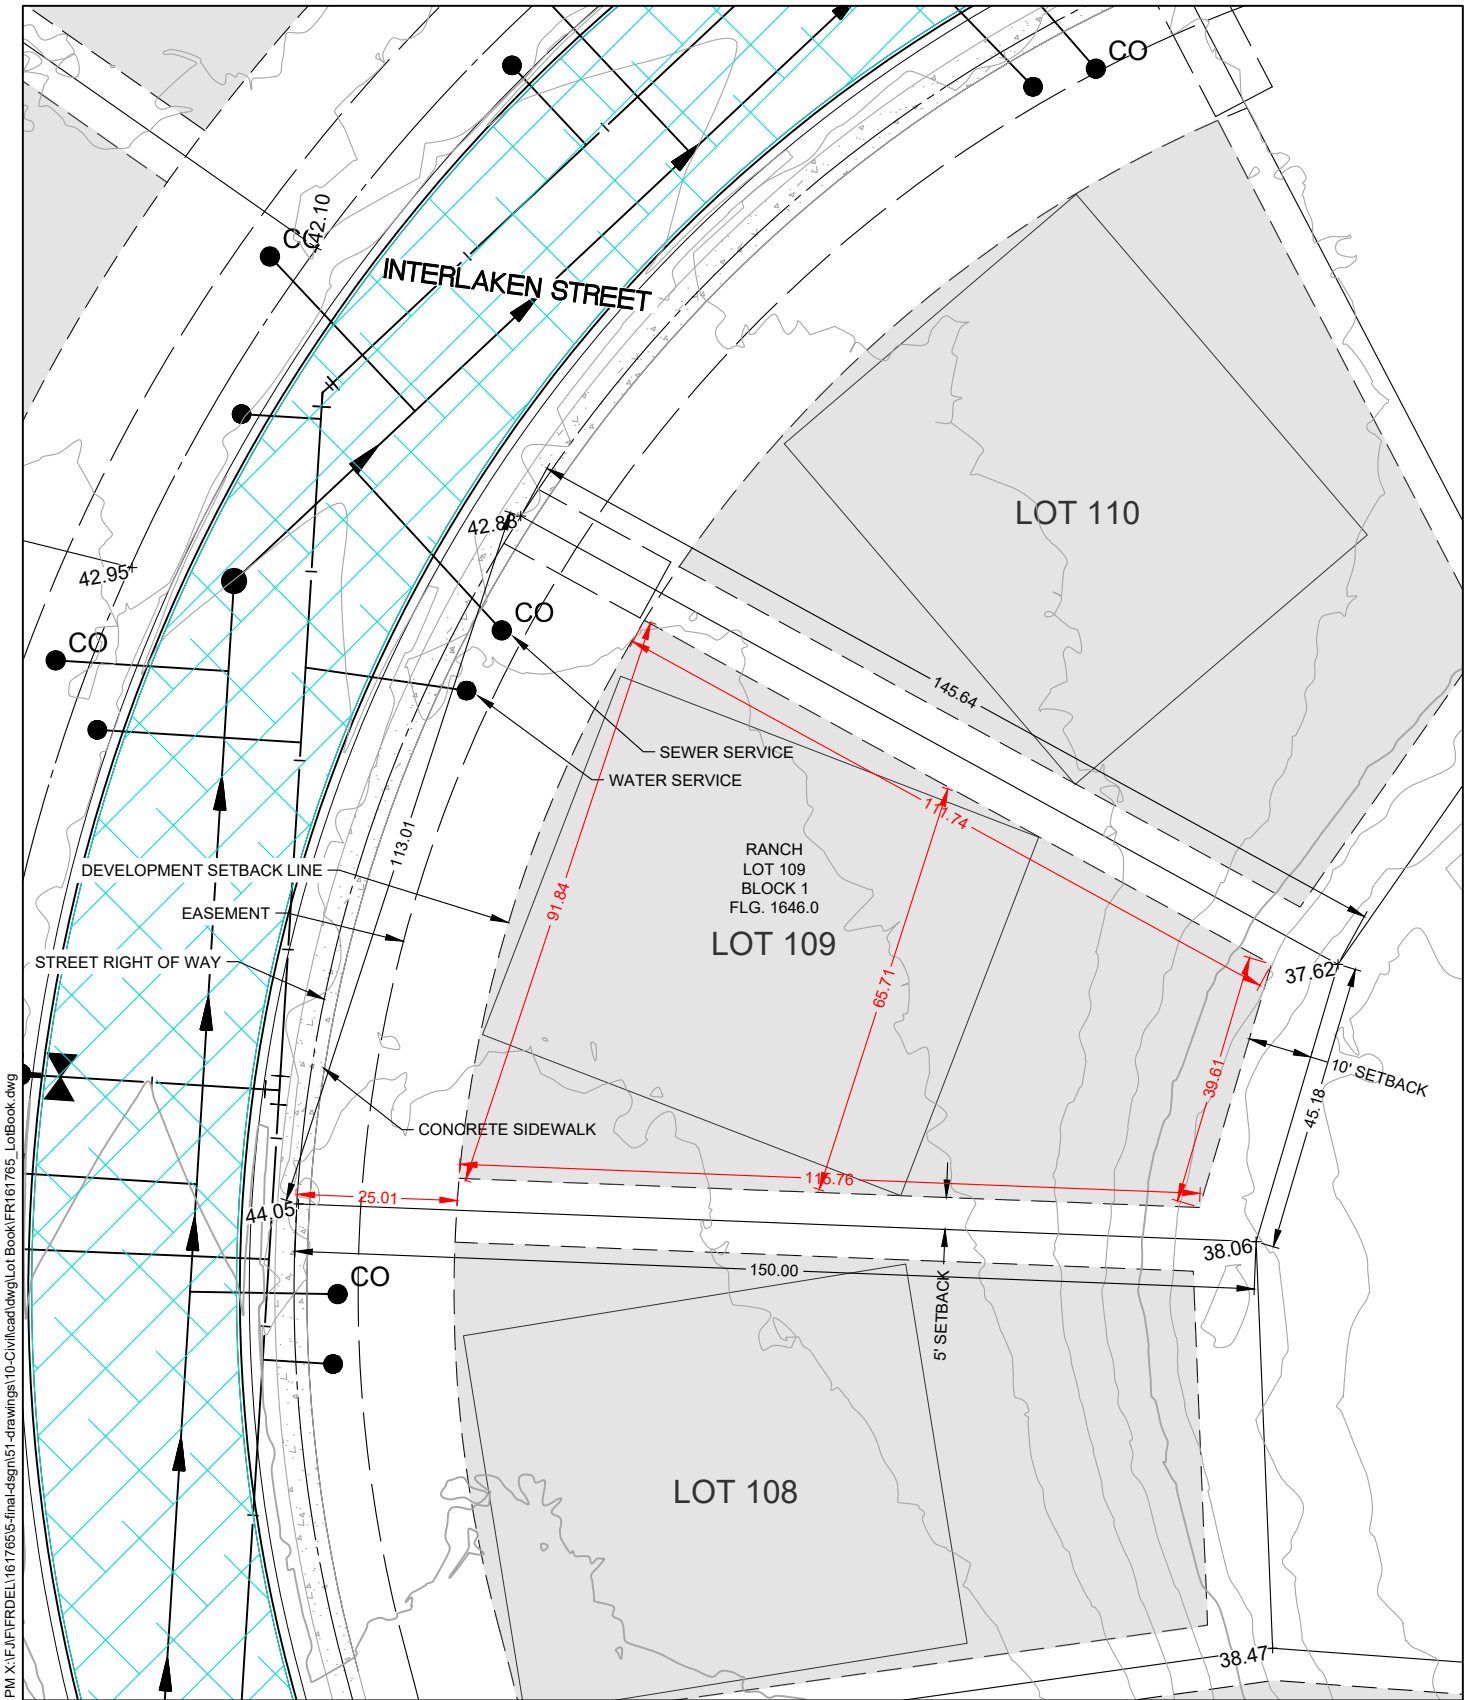 CO
CO
42.10
INTERLAKEN STREET
LOT 110
42.88
42.95
CO
CO
145.64
SEWER SERVICE
WATER SERVICE
111.74
113.01
RANCH
LOT 109
BLOCK 1
FLG. 1646.0
LOT 109
DEVELOPMENT SETBACK LINE
91.84
EASEMENT
STREET RIGHT OF WAY
65.71
37.62
10' SETBACK
39.61
45.18
CONCRETE SIDEWALK
115.76
25.01
44.05
38.06
150.00
CO
5' SETBACK
LOT 108
38.47
PM X:\FJ\F\FRDEL\161765\5-final-dsgn\51-drawings\10-Civil\cad\dwg\Lot Book\FR161765_LotBook.dwg